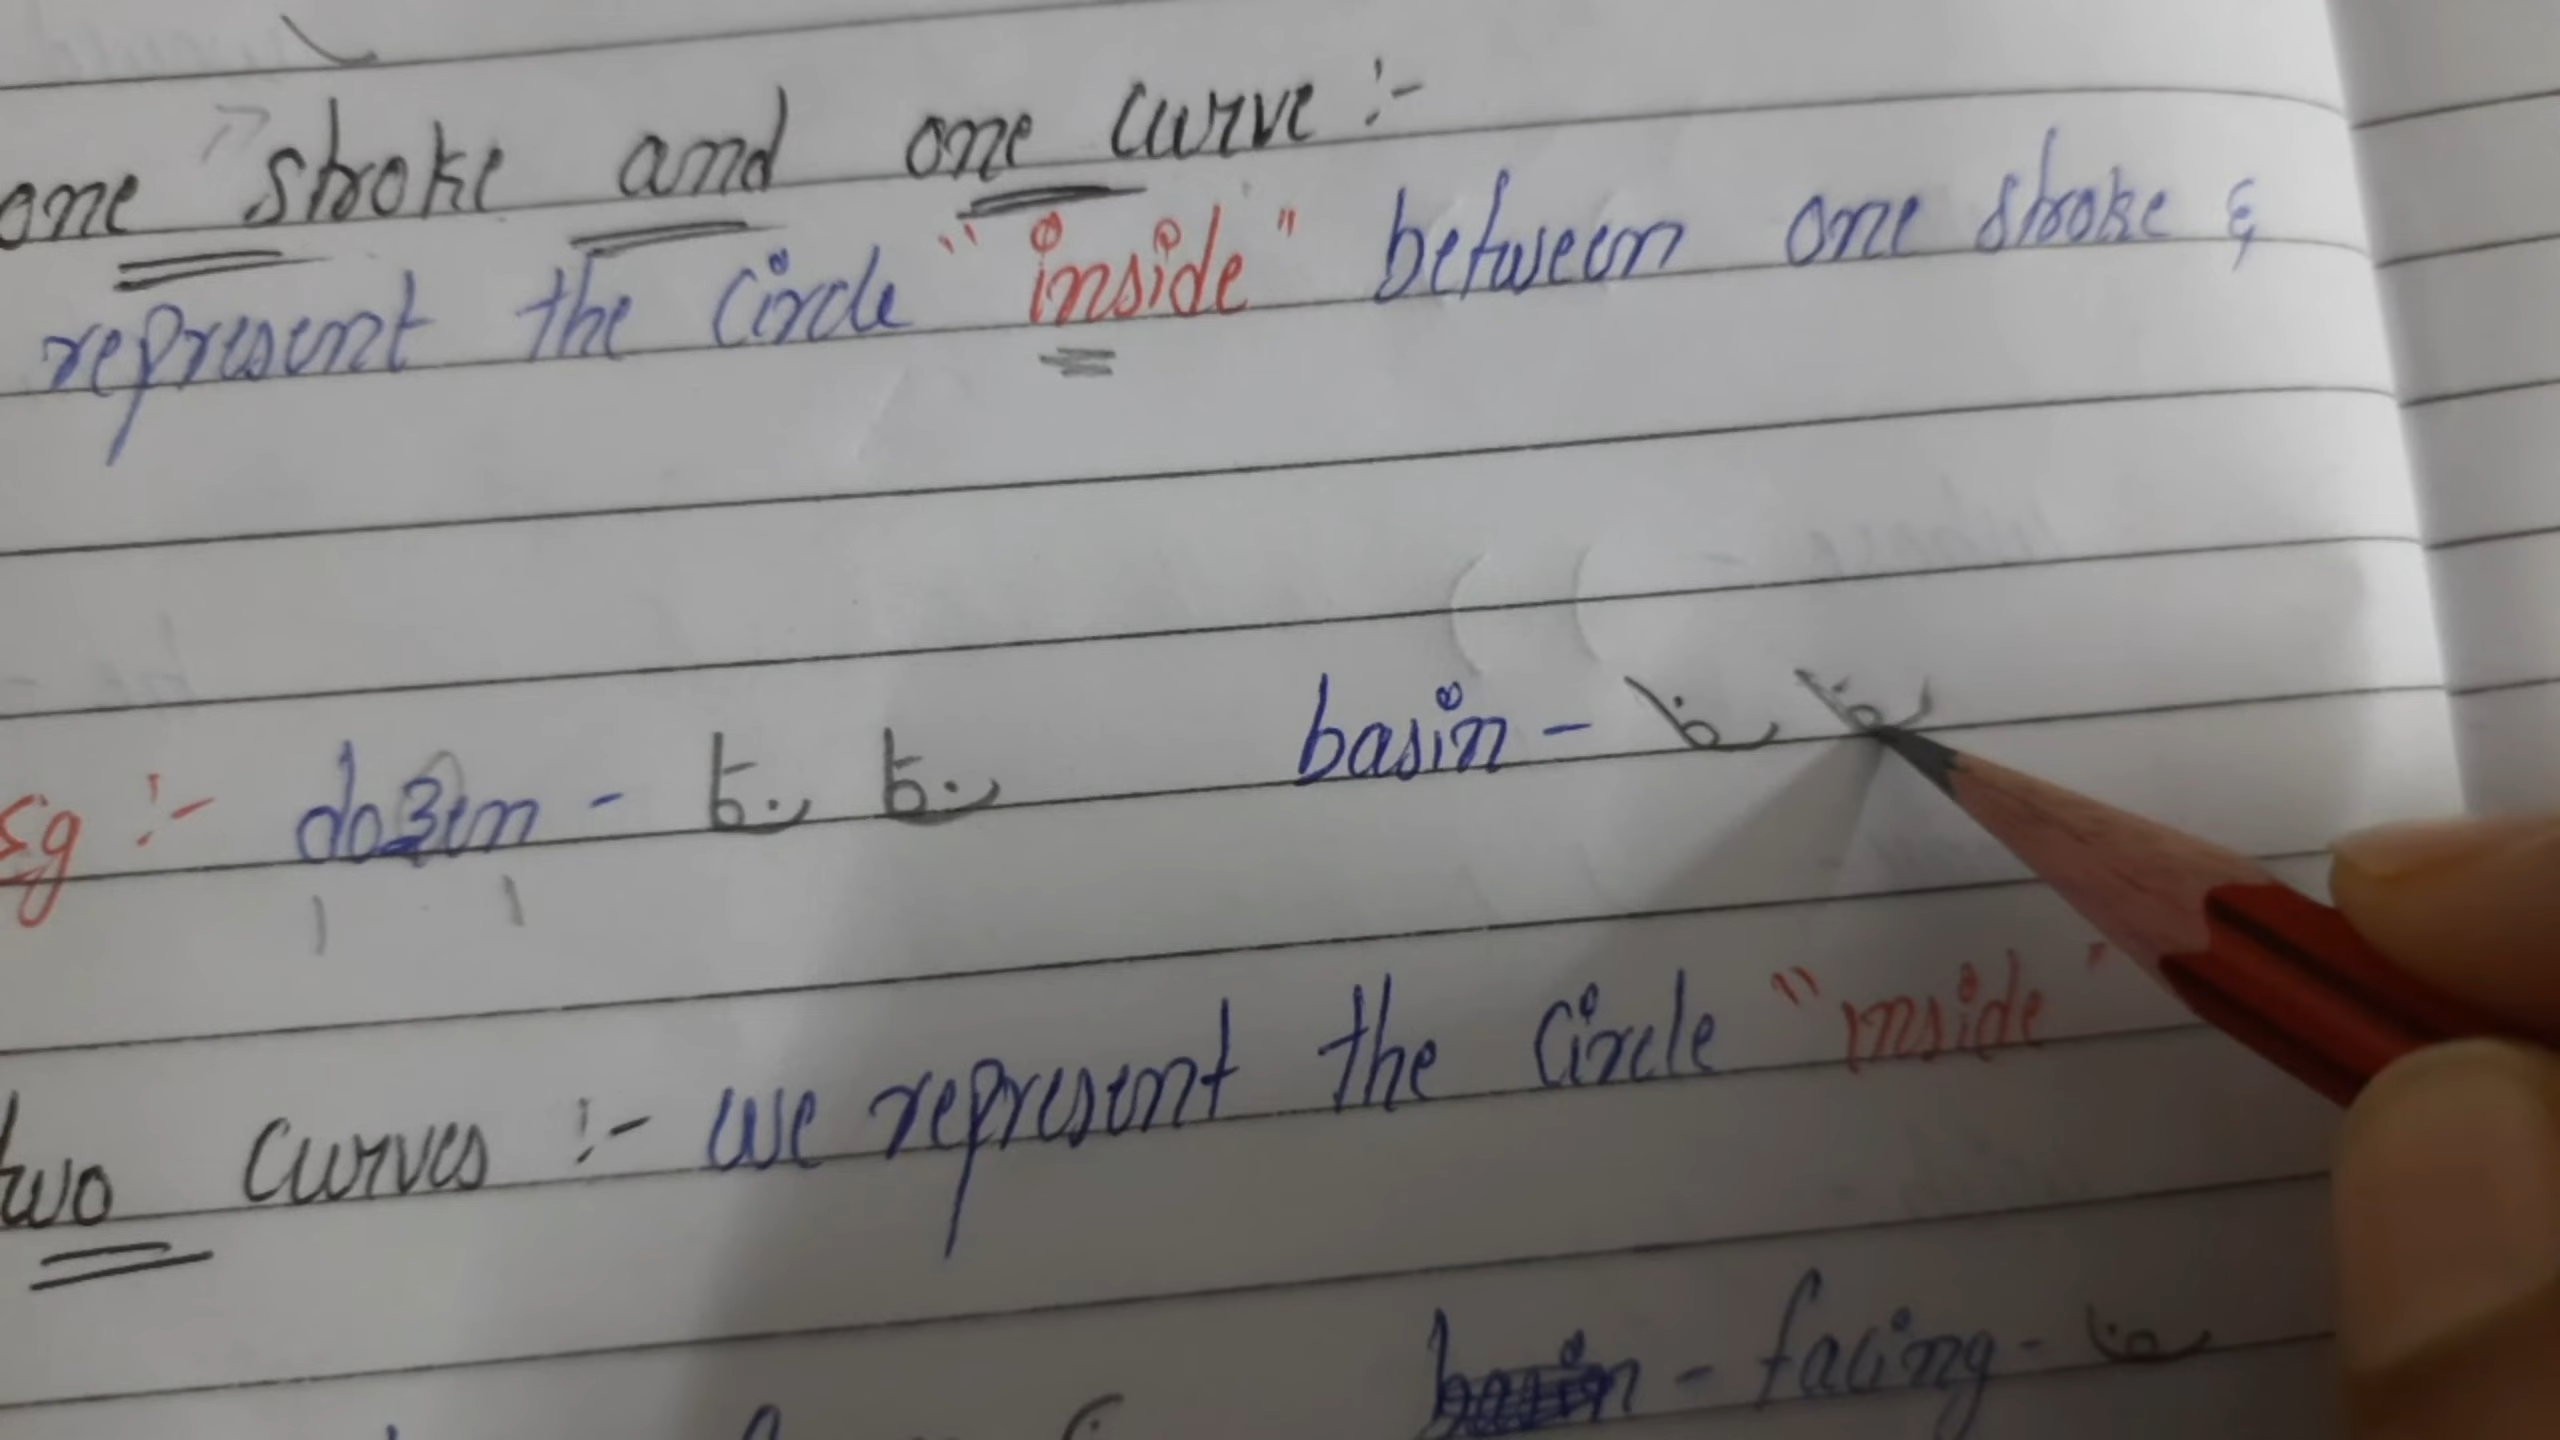 one stroke and one curve :-
represent the circle "inside" between one stroke &
Eg :- dozen - basin -
two curves :- we represent the circle "inside"
basin - facing -